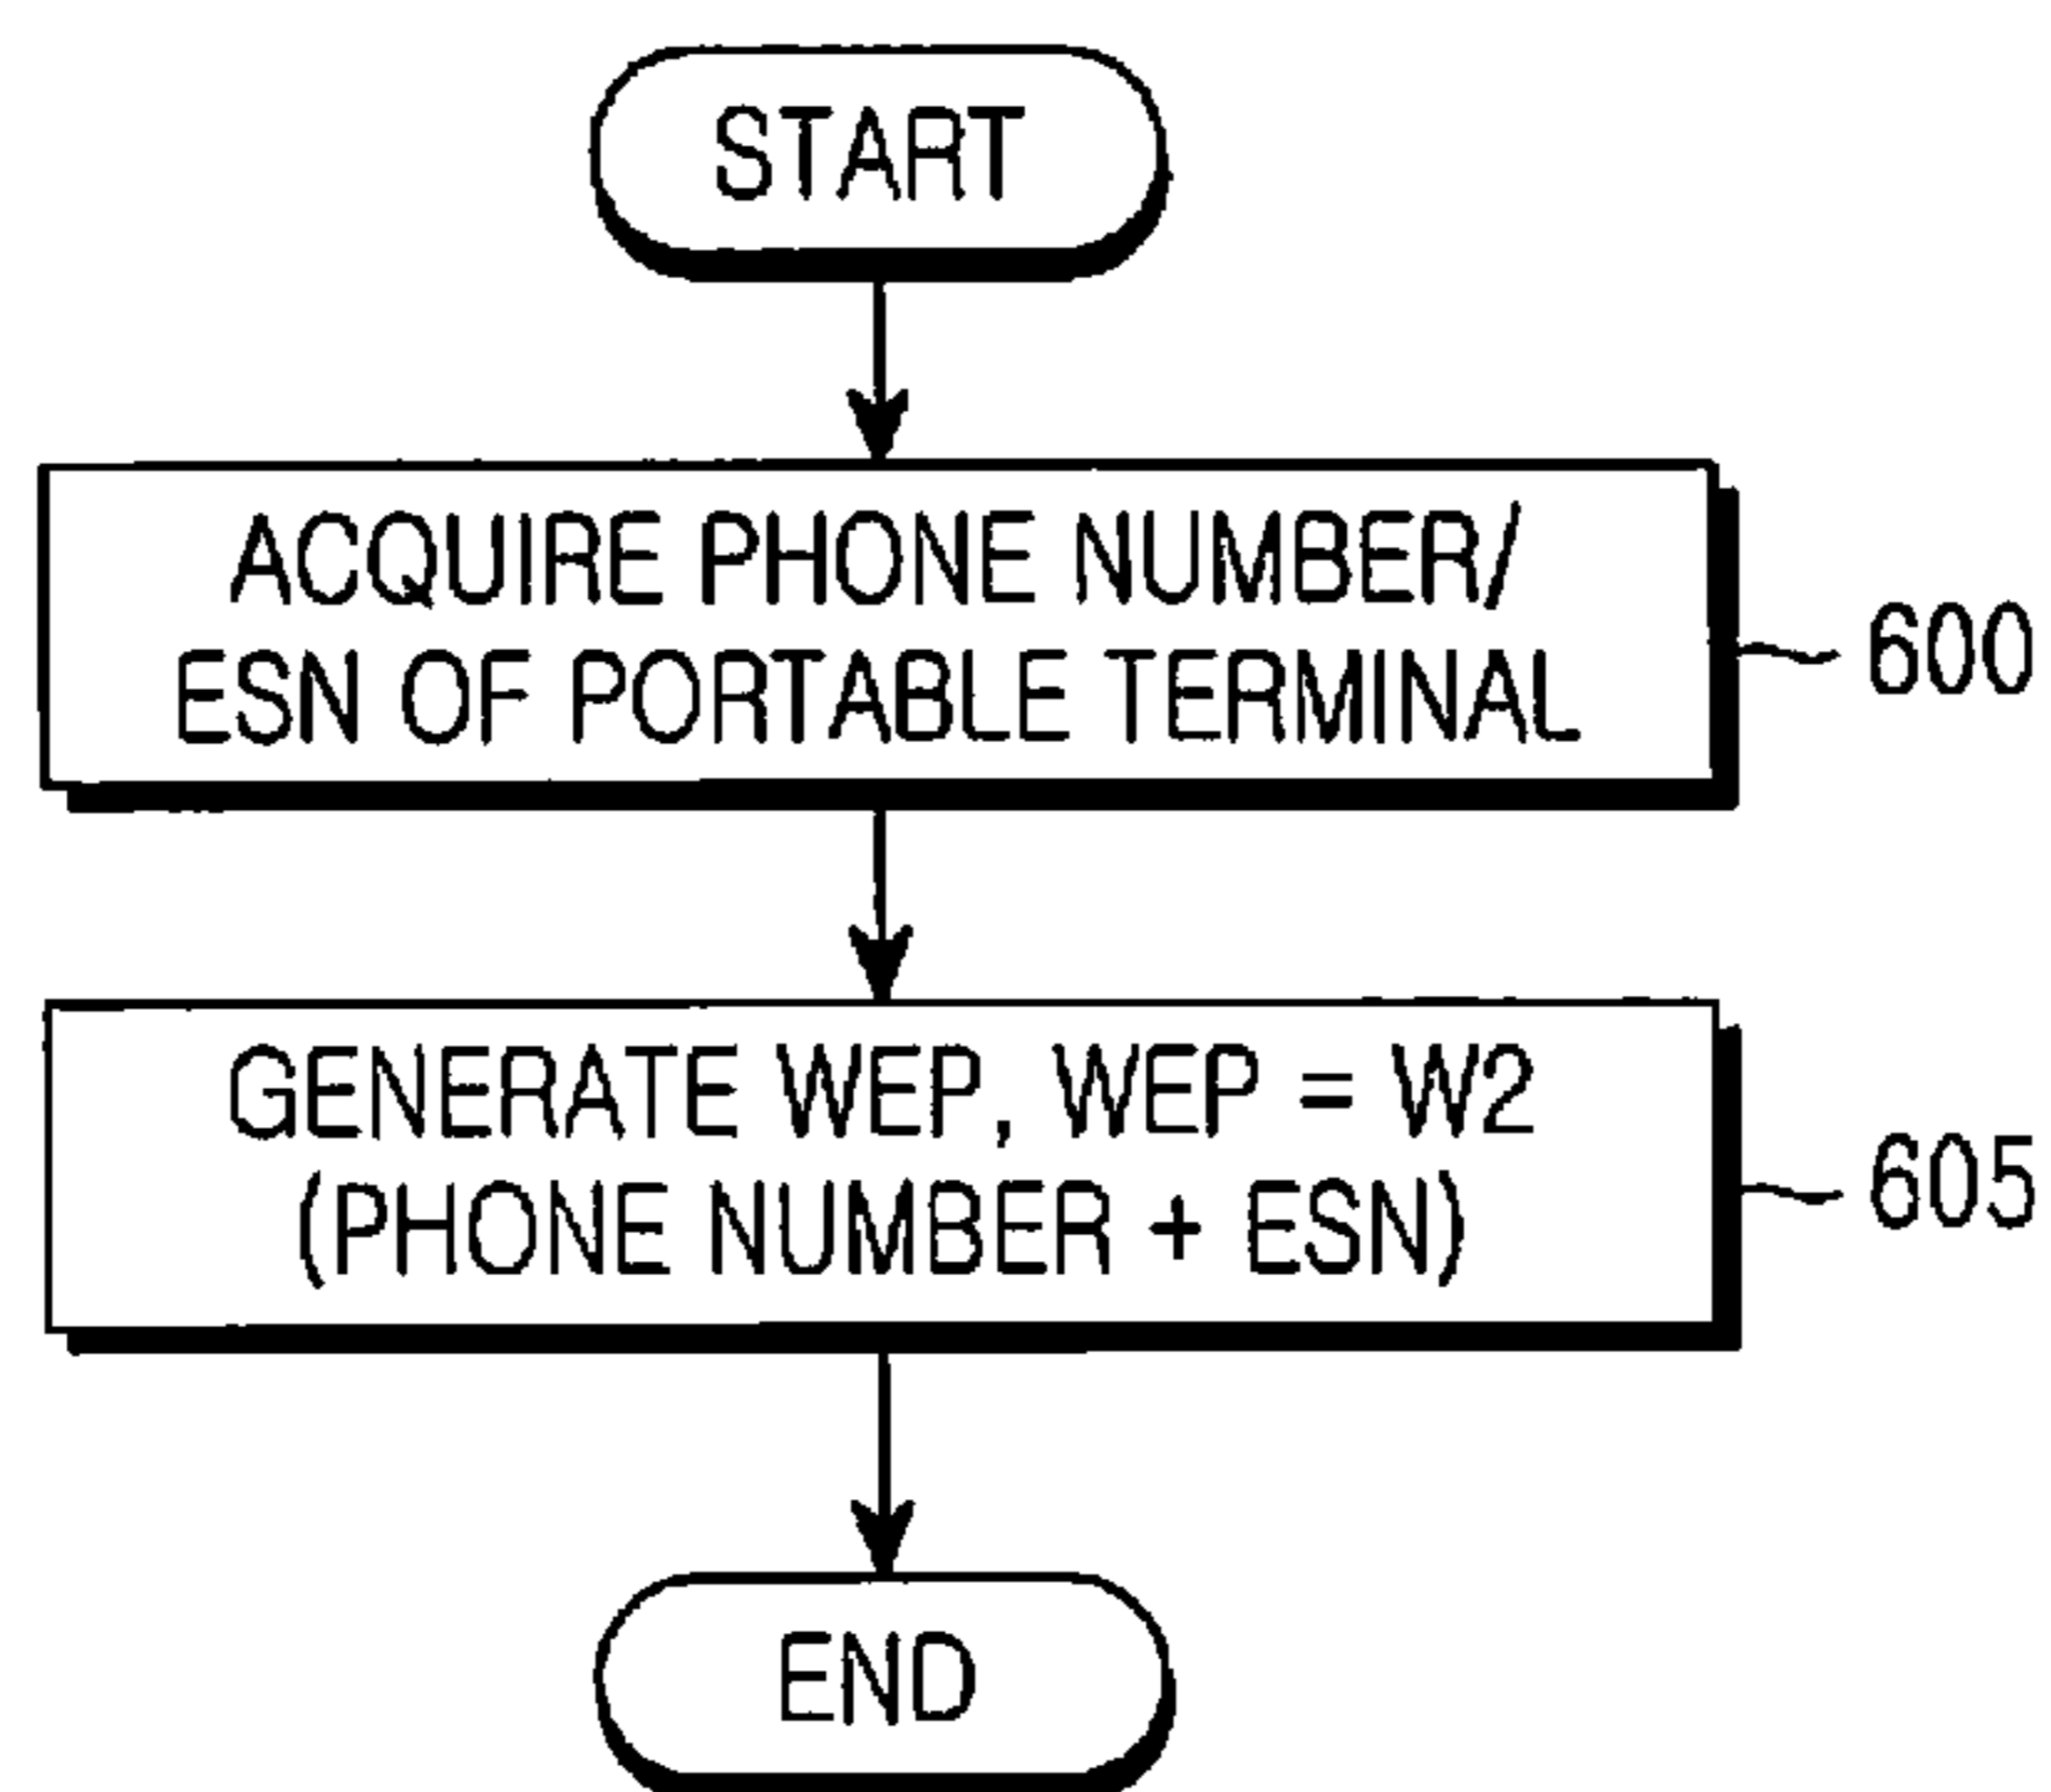 START
ACQUIRE PHONE NUMBER/
ESN OF PORTABLE TERMINAL
600
GENERATE WEP, WEP = W2
(PHONE NUMBER + ESN)
605
END